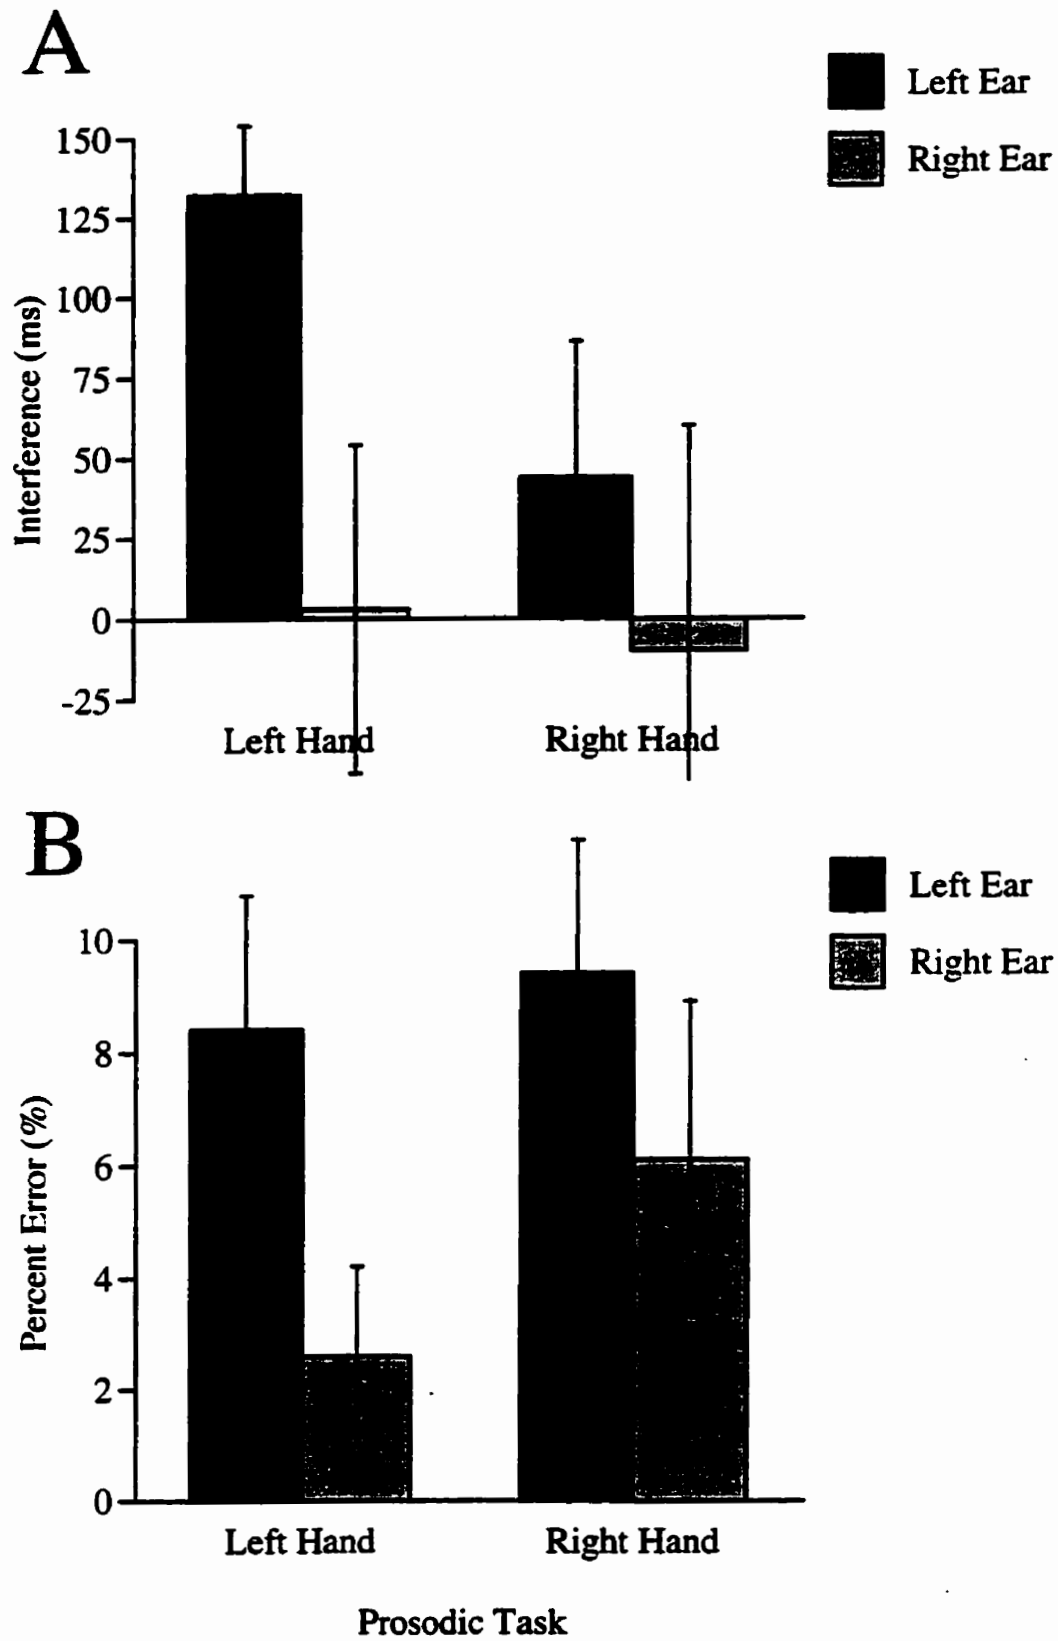 A
Left Ear
Right Ear
150
125
100
75
50
25
0
-25
Interference (ms)
Left Hand
Right Hand
B
Left Ear
Right Ear
10
8
6
4
2
0
Percent Error (%)
Left Hand
Right Hand
Prosodic Task